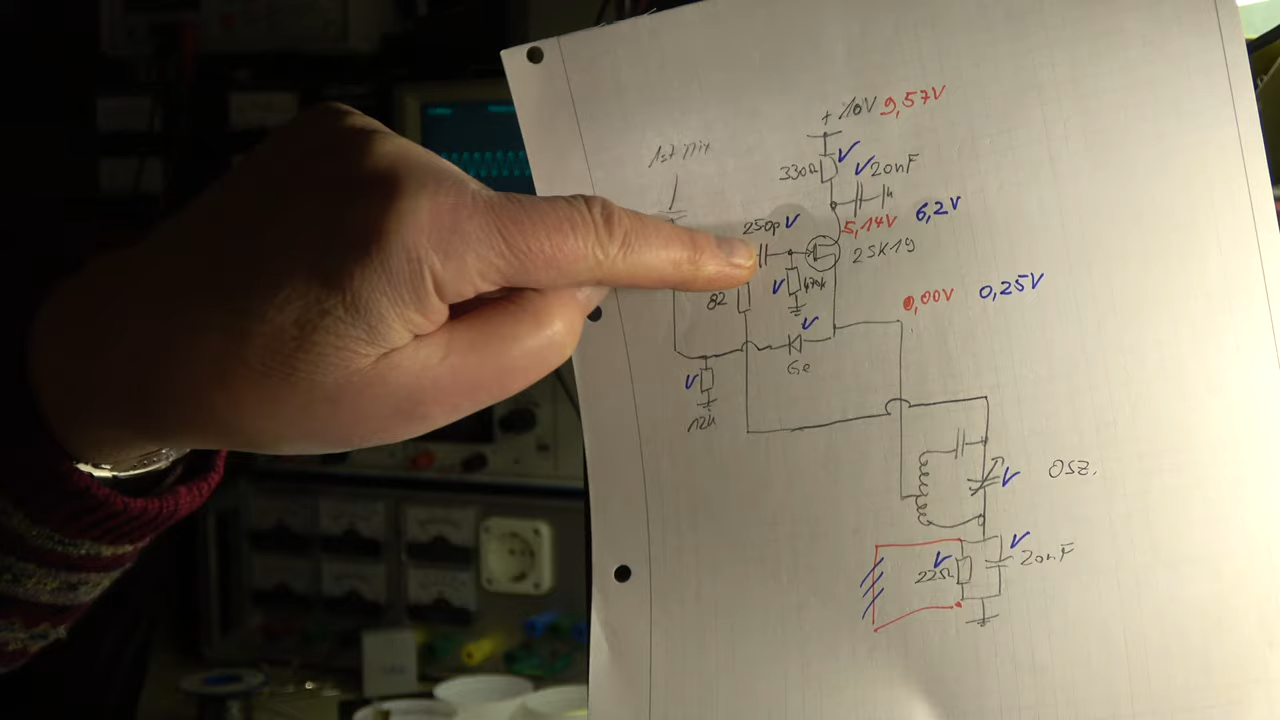 + 10V 9,57V
1st Mix
330Ω 20nF
250p
5,14V 6,2V
2SK19
470k
82
0,00V 0,25V
Ge
12k
Osz.
22Ω 20nF